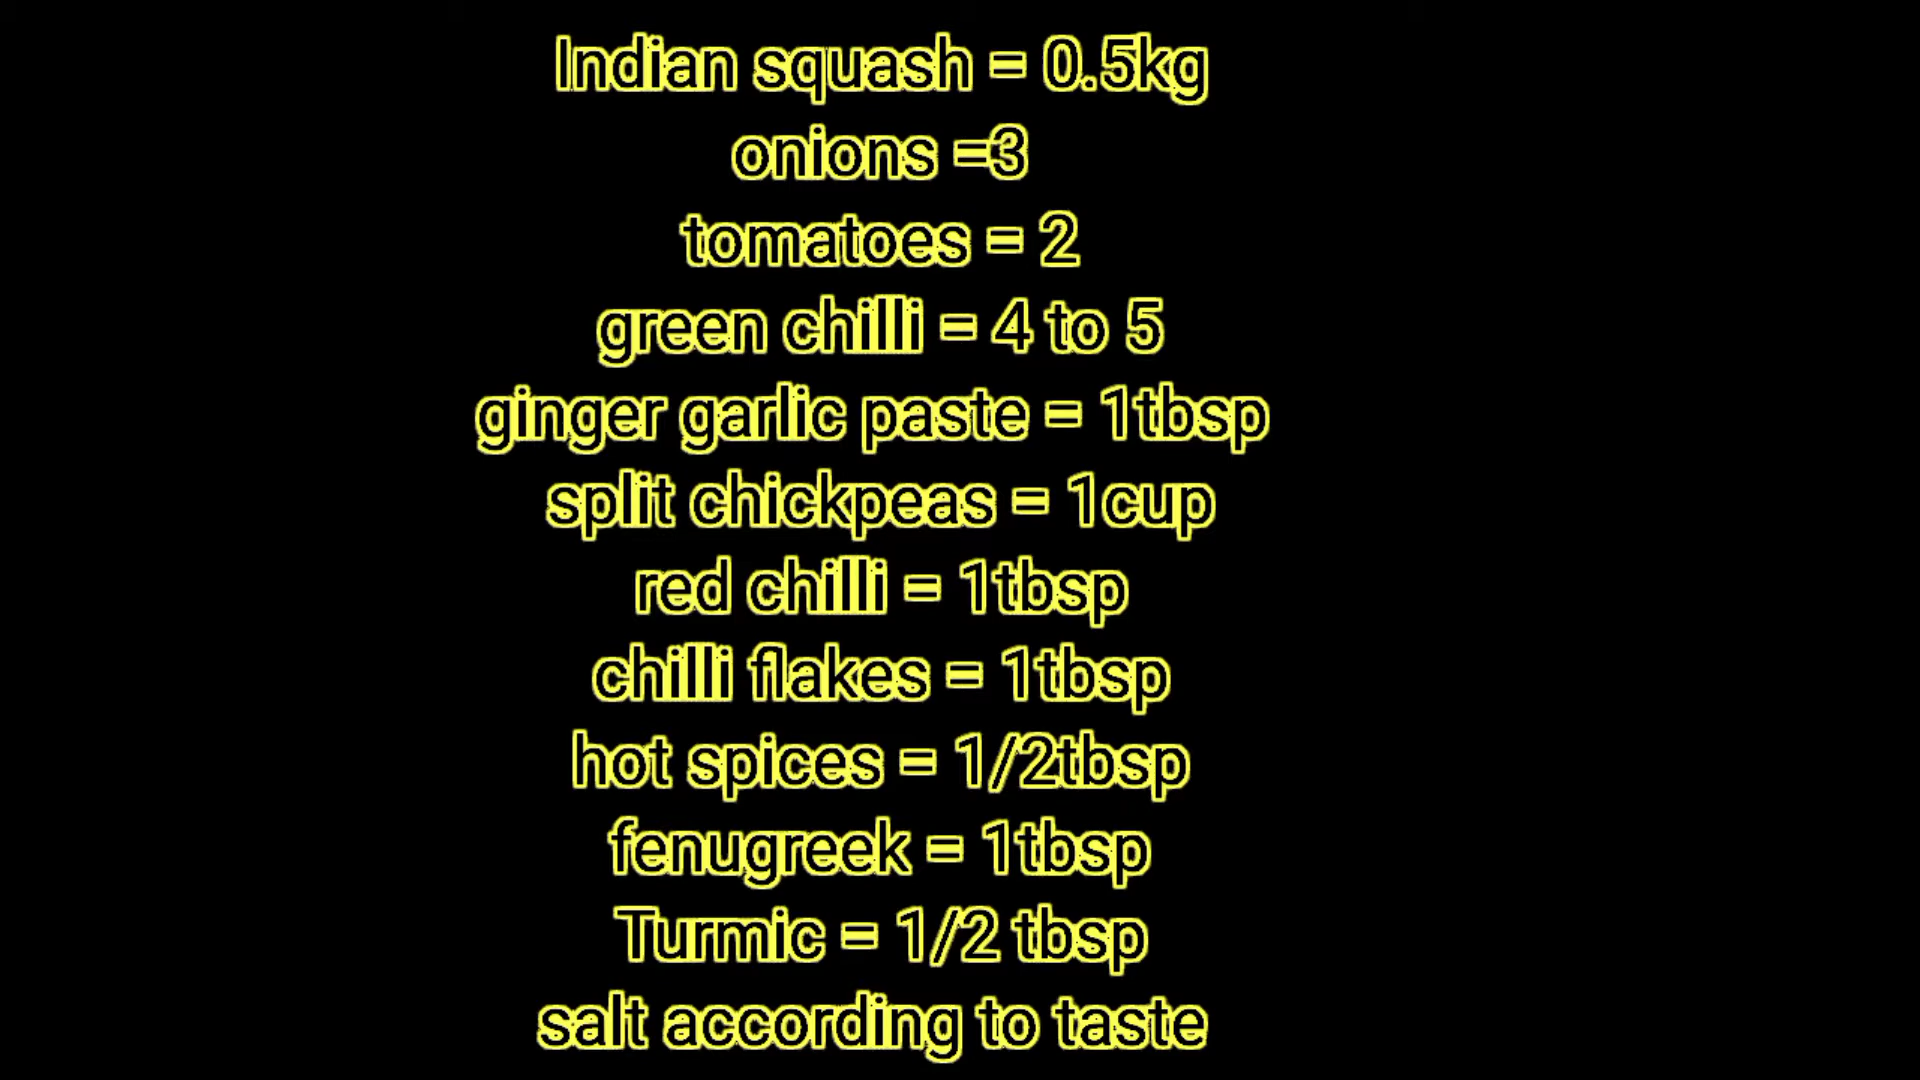 Indian squash = 0.5kg
onions =3
tomatoes = 2
green chilli = 4 to 5
ginger garlic paste = 1tbsp
split chickpeas = 1cup
red chilli = 1tbsp
chilli flakes = 1tbsp
hot spices = 1/2tbsp
fenugreek = 1tbsp
Turmic = 1/2 tbsp
salt according to taste